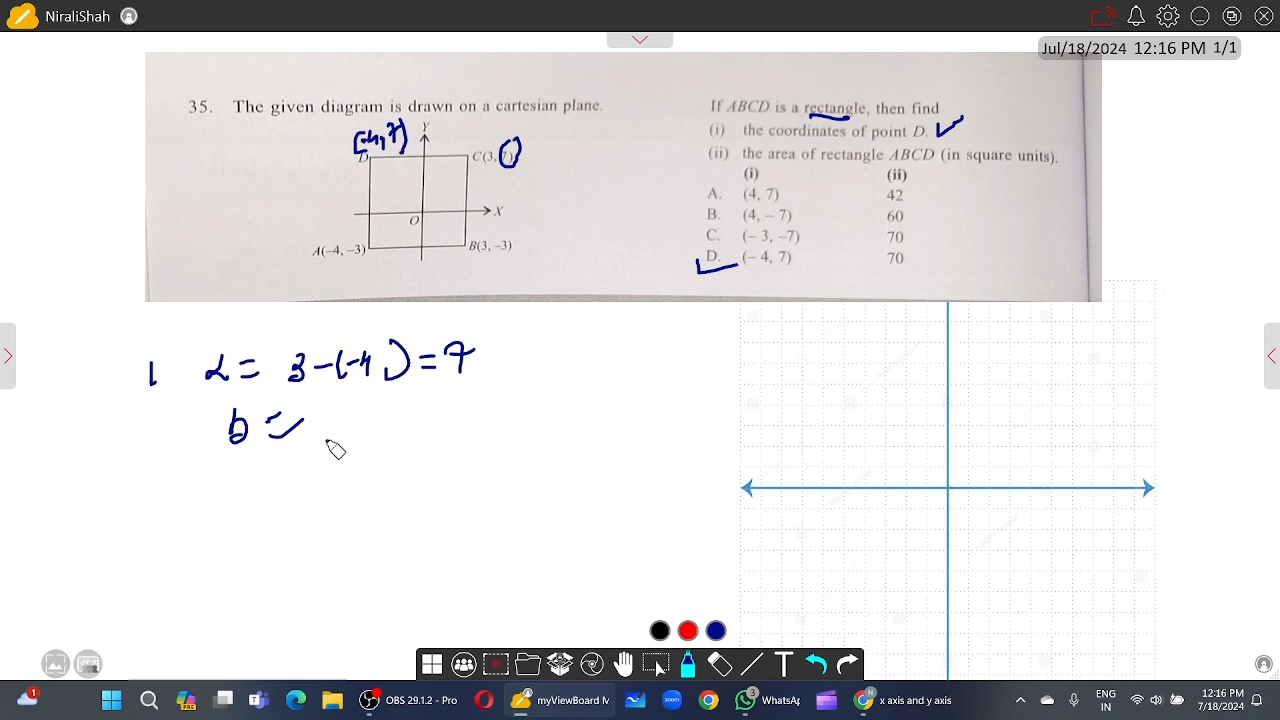 NiraliShah
Jul/18/2024 12:16 PM 1/1
35. The given diagram is drawn on a cartesian plane.
(-4, 7)
Y
D
C(3, 7)
X
O
A(−4, −3)
B(3, −3)
If ABCD is a rectangle, then find
(i) the coordinates of point D.
(ii) the area of rectangle ABCD (in square units).
(i) (ii)
A. (4, 7) 42
B. (4, − 7) 60
C. (− 3, −7) 70
D. (− 4, 7) 70
L = 3-(-4) = 7
b =
T
1
OBS 29.1.2 - Pro
myViewBoard M
zoom
3
WhatsAp
N
x axis and y axis
ENG
IN
12:16 PM
7/18/2024